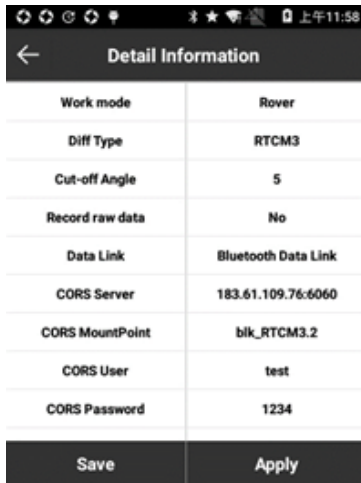 上午11:58
Detail Information
Work mode Rover
Diff Type RTCM3
Cut-off Angle 5
Record raw data No
Data Link Bluetooth Data Link
CORS Server 183.61.109.76:6060
CORS MountPoint blk_RTCM3.2
CORS User test
CORS Password 1234
Save Apply